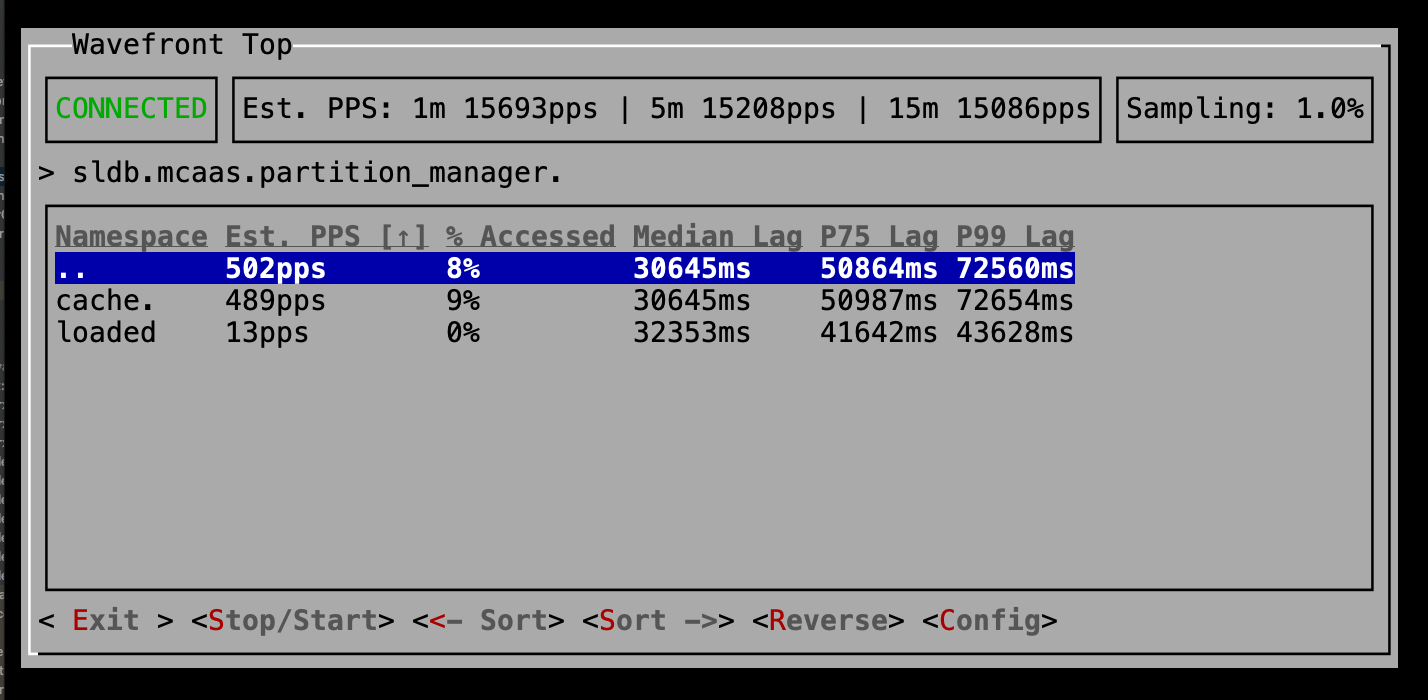 Wavefront Top
CONNECTED Est. PPS: 1m 15693pps | 5m 15208pps | 15m 15086pps Sampling: 1.0%
> sldb.mcaas.partition_manager.
Namespace Est. PPS [↑] % Accessed Median Lag P75 Lag P99 Lag
.. 502pps 8% 30645ms 50864ms 72560ms
cache. 489pps 9% 30645ms 50987ms 72654ms
loaded 13pps 0% 32353ms 41642ms 43628ms
< Exit > <Stop/Start> <<- Sort> <Sort ->> <Reverse> <Config>